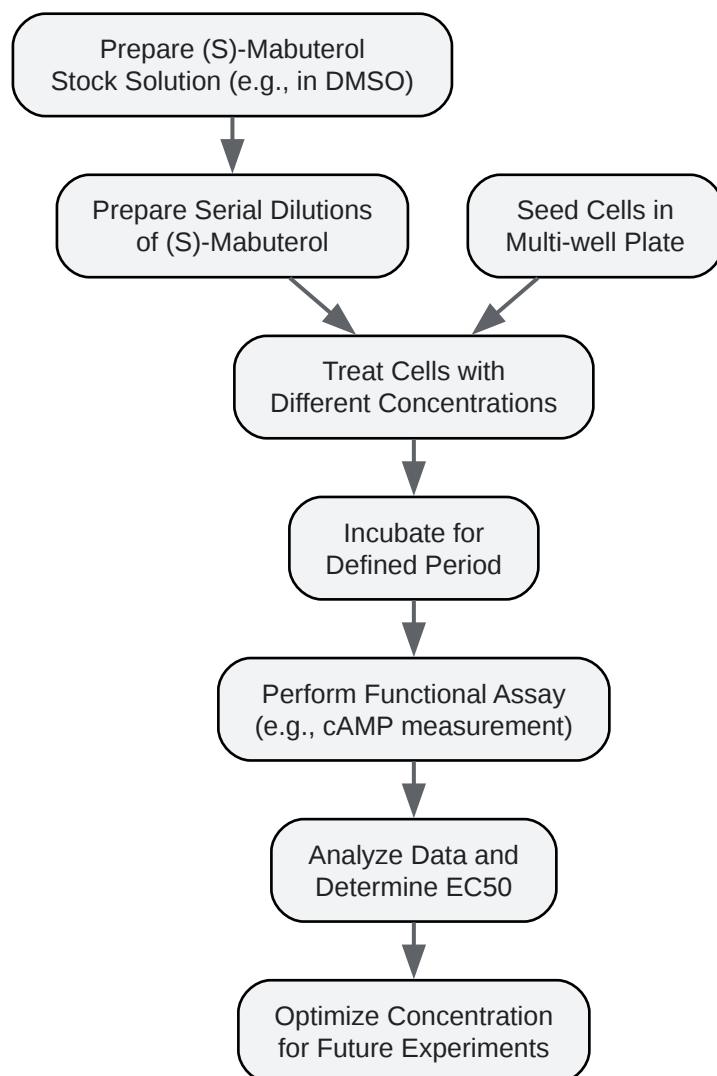 Prepare (S)-Mabuterol
Stock Solution (e.g., in DMSO)
Prepare Serial Dilutions
of (S)-Mabuterol
Seed Cells in
Multi-well Plate
Treat Cells with
Different Concentrations
Incubate for
Defined Period
Perform Functional Assay
(e.g., cAMP measurement)
Analyze Data and
Determine EC50
Optimize Concentration
for Future Experiments